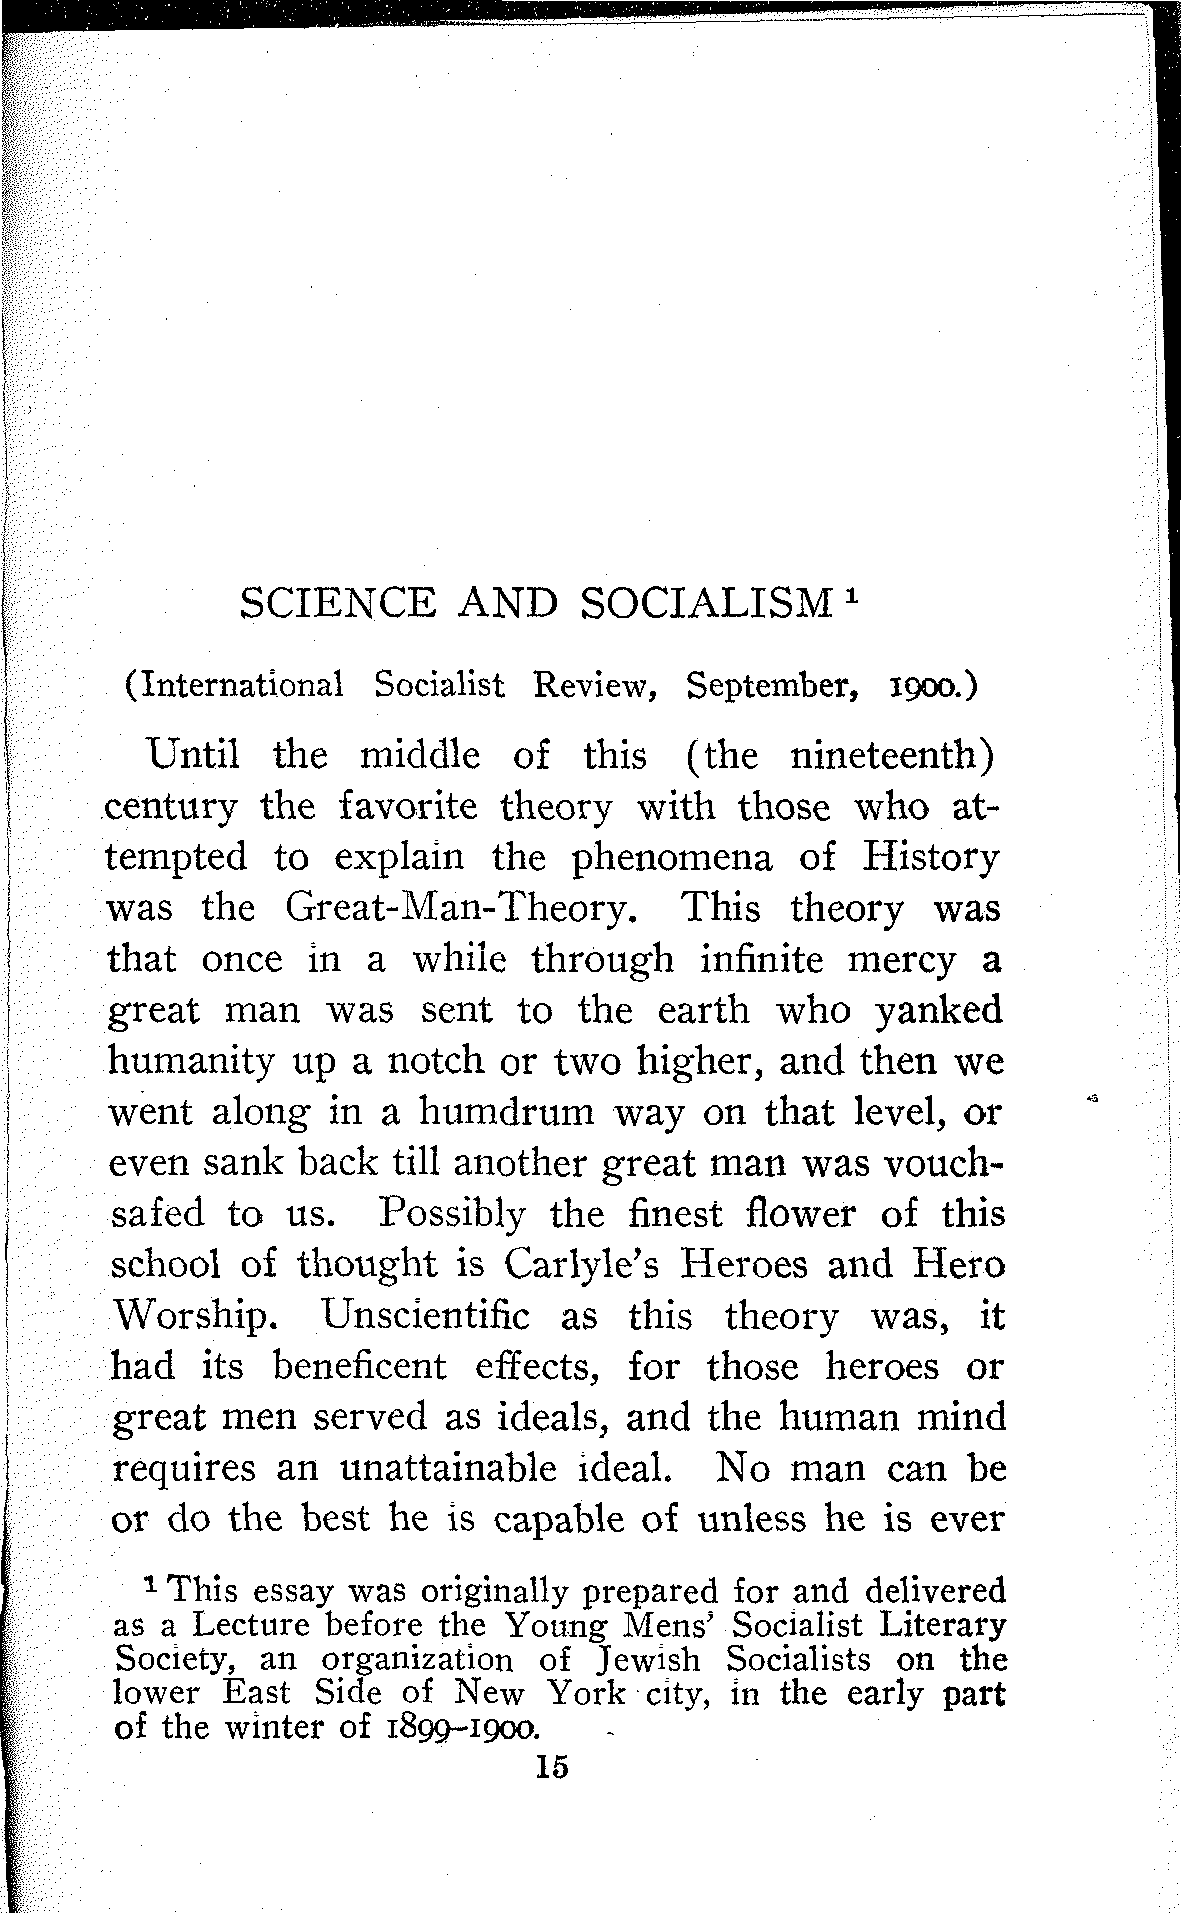 SCIENCE AND SOCIALISM ¹
(International Socialist Review, September, 1900.)
Until the middle of this (the nineteenth)
century the favorite theory with those who at-
tempted to explain the phenomena of History
was the Great-Man-Theory. This theory was
that once in a while through infinite mercy a
great man was sent to the earth who yanked
humanity up a notch or two higher, and then we
went along in a humdrum way on that level, or
even sank back till another great man was vouch-
safed to us. Possibly the finest flower of this
school of thought is Carlyle's Heroes and Hero
Worship. Unscientific as this theory was, it
had its beneficent effects, for those heroes or
great men served as ideals, and the human mind
requires an unattainable ideal. No man can be
or do the best he is capable of unless he is ever
¹ This essay was originally prepared for and delivered
as a Lecture before the Young Mens' Socialist Literary
Society, an organization of Jewish Socialists on the
lower East Side of New York city, in the early part
of the winter of 1899–1900.
15